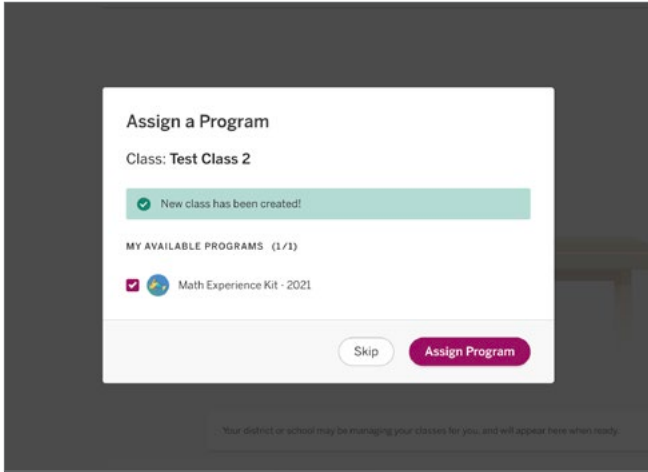 Assign a Program
Class: Test Class 2
New class has been created!
MY AVAILABLE PROGRAMS (1/1)
Math Experience Kit - 2021
Skip
Assign Program
Your district or school may be managing your classes for you, and will appear here when ready.